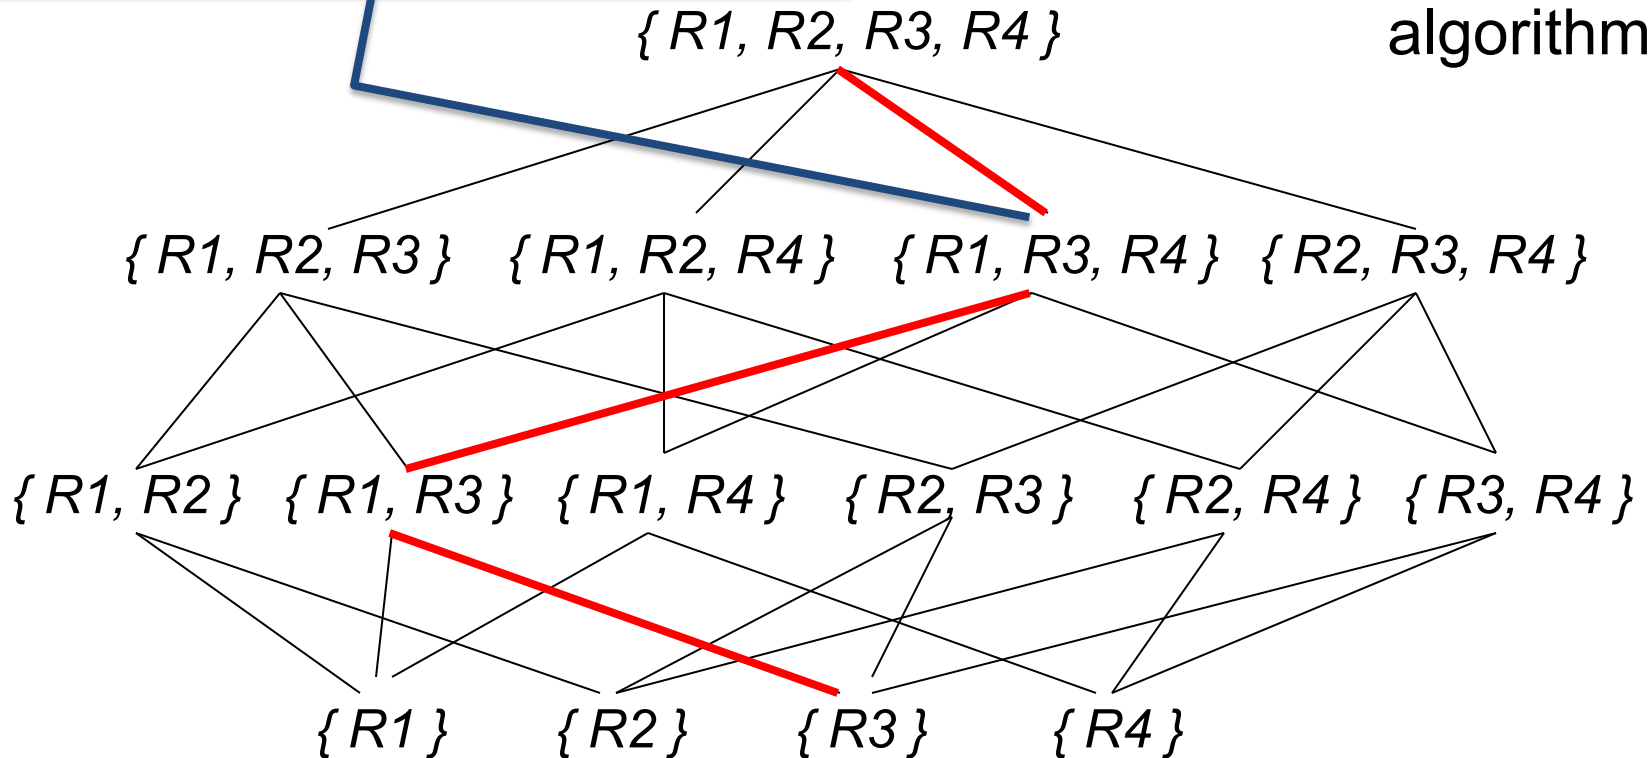 { R1, R2, R3, R4 } algorithm
{ R1, R2, R3 } { R1, R2, R4 } { R1, R3, R4 } { R2, R3, R4 }
{ R1, R2 } { R1, R3 } { R1, R4 } { R2, R3 } { R2, R4 } { R3, R4 }
{ R1 } { R2 } { R3 } { R4 }